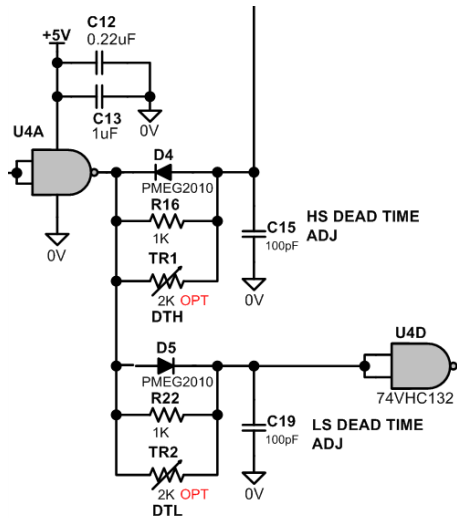 C12
0.22uF
+5V
C13
1uF
0V
U4A
D4
PMEG2010
R16
1K
0V
C15
100pF
HS DEAD TIME
ADJ
TR1
2K OPT
DTH
0V
D5
PMEG2010
U4D
R22
1K
74VHC132
C19
100pF
LS DEAD TIME
ADJ
TR2
2K OPT
DTL
0V